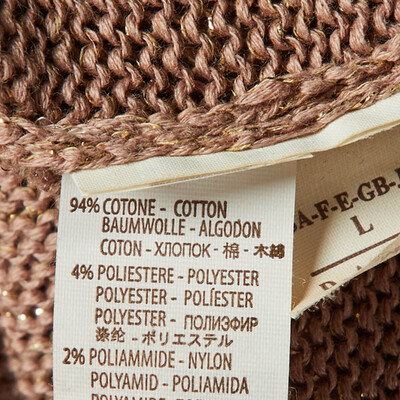 94% COTONE - COTTON
BAUMWOLLE - ALGODON
COTON - ХЛОПОК - 棉 - 木綿
4% POLIESTERE - POLYESTER
POLYESTER - POLÍESTER
POLYESTER - ПОЛИЭФИР
涤纶 - ポリエステル
2% POLIAMMIDE - NYLON
POLYAMID - POLIAMIDA
A-F-E-GB-
L